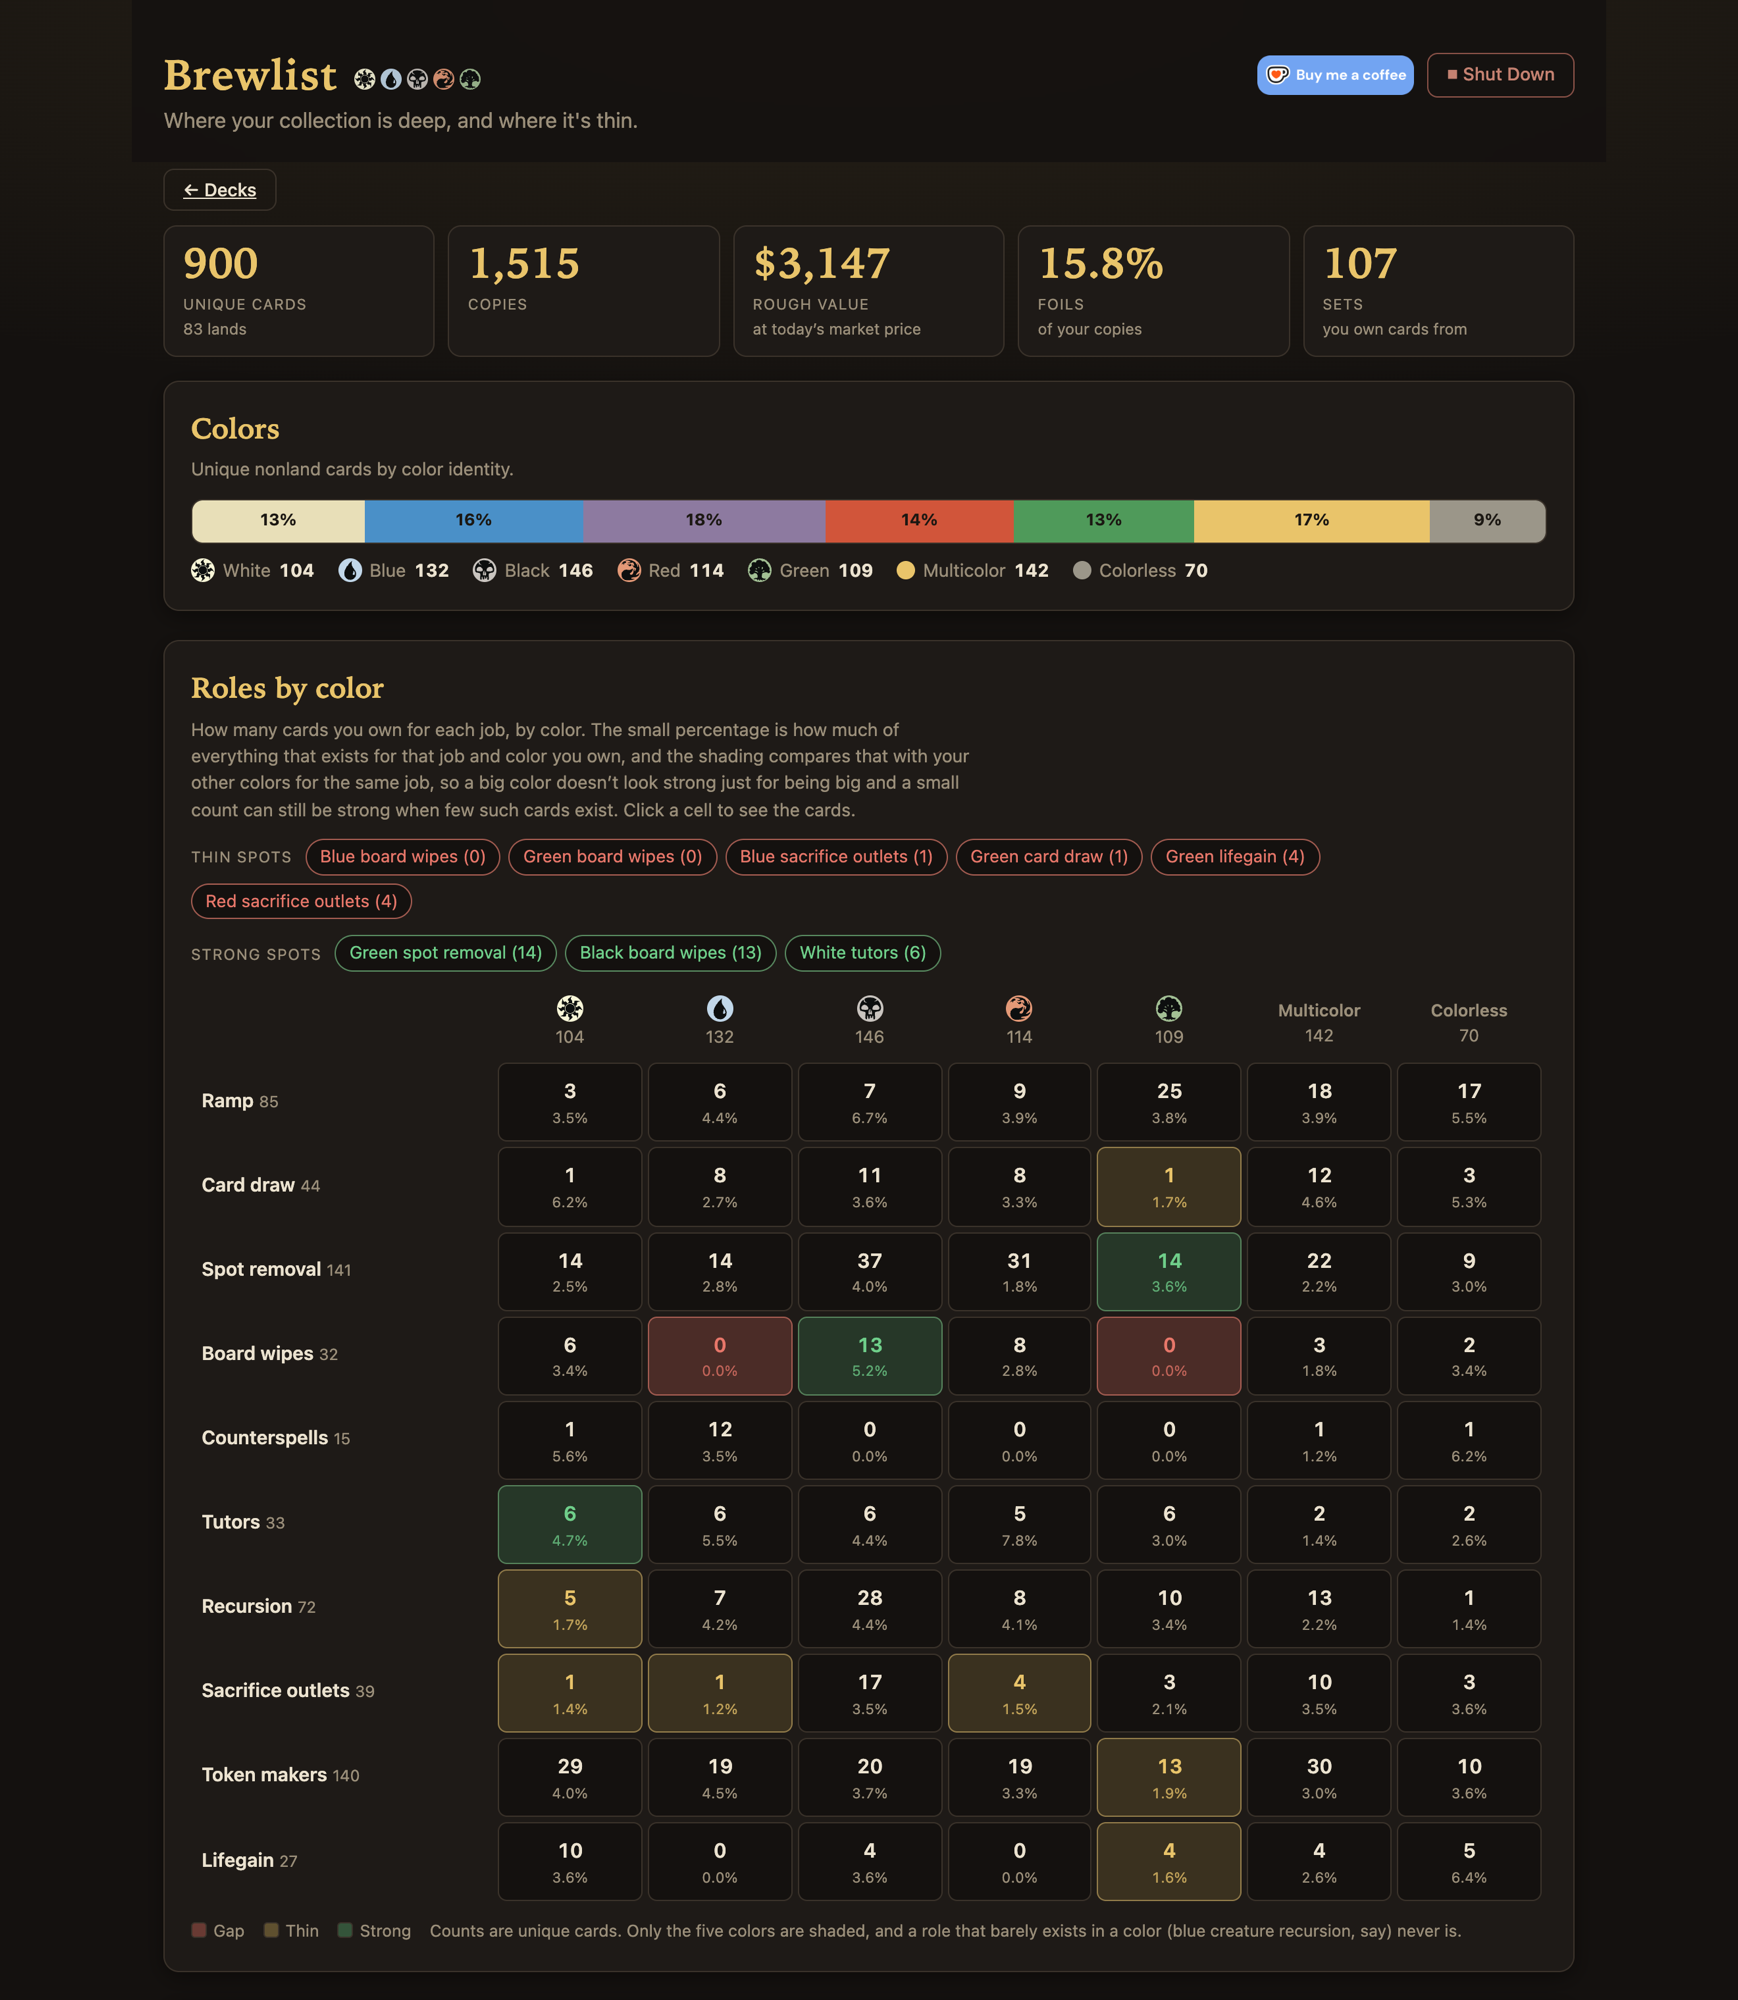 Brewlist
Buy me a coffee
Shut Down
Where your collection is deep, and where it's thin.
← Decks
900
UNIQUE CARDS
83 lands
1,515
COPIES
$3,147
ROUGH VALUE
at today's market price
15.8%
FOILS
of your copies
107
SETS
you own cards from
Colors
Unique nonland cards by color identity.
13% 16% 18% 14% 13% 17% 9%
White 104 Blue 132 Black 146 Red 114 Green 109 Multicolor 142 Colorless 70
Roles by color
How many cards you own for each job, by color. The small percentage is how much of
everything that exists for that job and color you own, and the shading compares that with your
other colors for the same job, so a big color doesn't look strong just for being big and a small
count can still be strong when few such cards exist. Click a cell to see the cards.
THIN SPOTS Blue board wipes (0) Green board wipes (0) Blue sacrifice outlets (1) Green card draw (1) Green lifegain (4)
Red sacrifice outlets (4)
STRONG SPOTS Green spot removal (14) Black board wipes (13) White tutors (6)
Multicolor Colorless
104 132 146 114 109 142 70
Ramp 85 3 6 7 9 25 18 17
3.5% 4.4% 6.7% 3.9% 3.8% 3.9% 5.5%
Card draw 44 1 8 11 8 1 12 3
6.2% 2.7% 3.6% 3.3% 1.7% 4.6% 5.3%
Spot removal 141 14 14 37 31 14 22 9
2.5% 2.8% 4.0% 1.8% 3.6% 2.2% 3.0%
Board wipes 32 6 0 13 8 0 3 2
3.4% 0.0% 5.2% 2.8% 0.0% 1.8% 3.4%
Counterspells 15 1 12 0 0 0 1 1
5.6% 3.5% 0.0% 0.0% 0.0% 1.2% 6.2%
Tutors 33 6 6 6 5 6 2 2
4.7% 5.5% 4.4% 7.8% 3.0% 1.4% 2.6%
Recursion 72 5 7 28 8 10 13 1
1.7% 4.2% 4.4% 4.1% 3.4% 2.2% 1.4%
Sacrifice outlets 39 1 1 17 4 3 10 3
1.4% 1.2% 3.5% 1.5% 2.1% 3.5% 3.6%
Token makers 140 29 19 20 19 13 30 10
4.0% 4.5% 3.7% 3.3% 1.9% 3.0% 3.6%
Lifegain 27 10 0 4 0 4 4 5
3.6% 0.0% 3.6% 0.0% 1.6% 2.6% 6.4%
Gap Thin Strong Counts are unique cards. Only the five colors are shaded, and a role that barely exists in a color (blue creature recursion, say) never is.